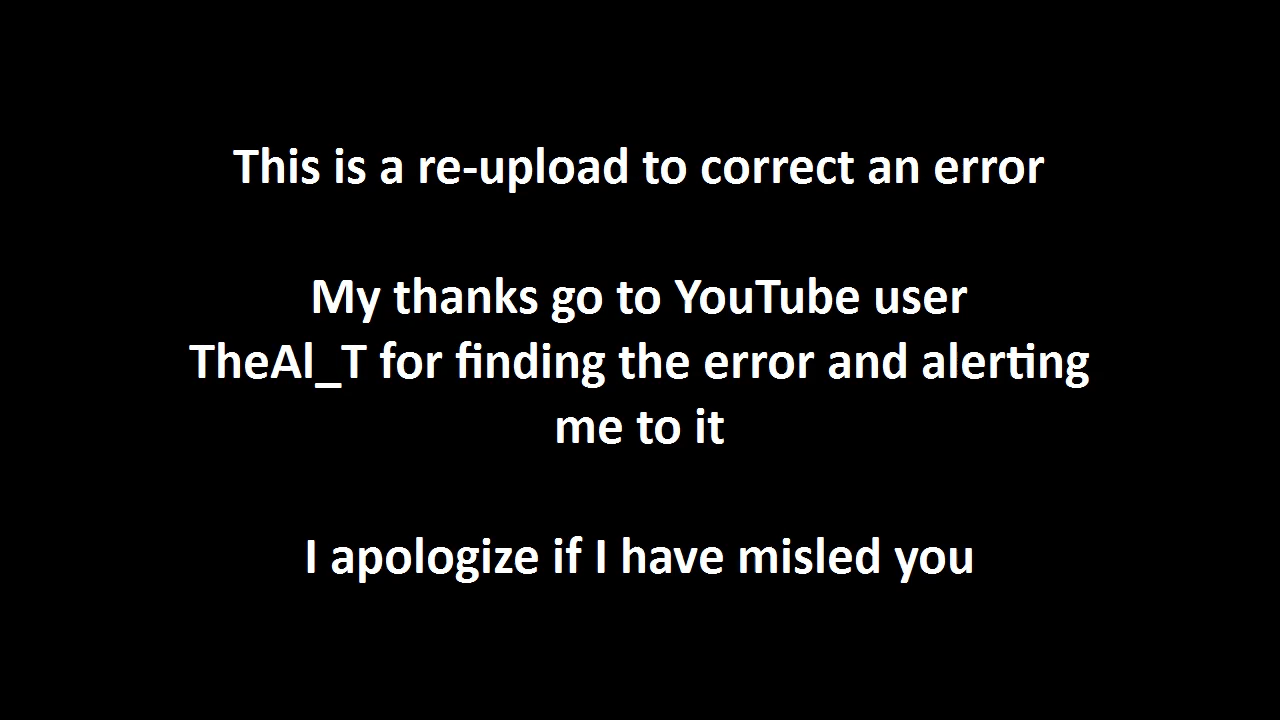 This is a re-upload to correct an error
My thanks go to YouTube user
TheAl_T for finding the error and alerting
me to it
I apologize if I have misled you